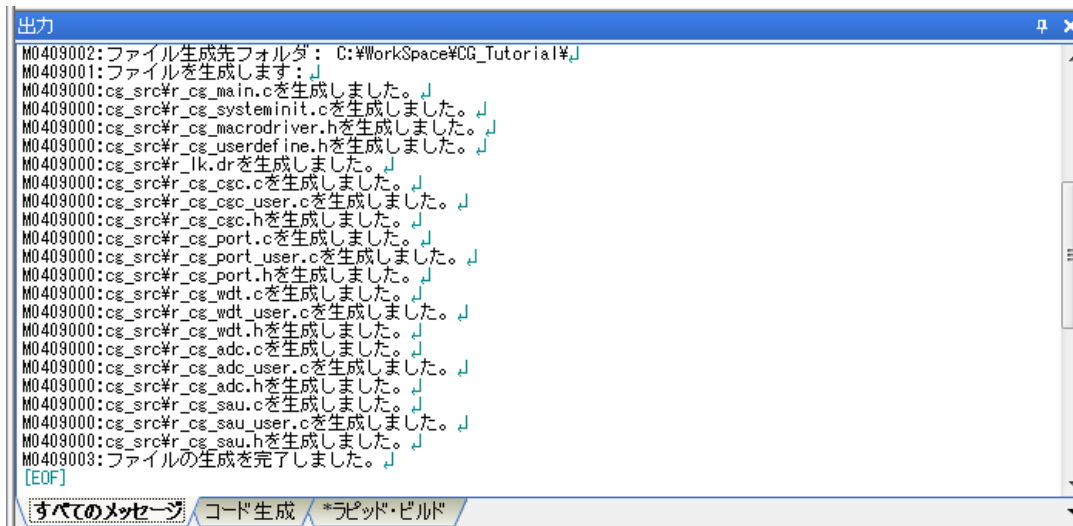 出力
M0409002:ファイル生成先フォルダ： C:¥WorkSpace¥CG_Tutorial¥↓
M0409001:ファイルを生成します：↓
M0409000:cg_src¥r_cg_main.cを生成しました。↓
M0409000:cg_src¥r_cg_systeminit.cを生成しました。↓
M0409000:cg_src¥r_cg_macrodriver.hを生成しました。↓
M0409000:cg_src¥r_cg_userdefine.hを生成しました。↓
M0409000:cg_src¥r_lk.drを生成しました。↓
M0409000:cg_src¥r_cg_cgc.cを生成しました。↓
M0409000:cg_src¥r_cg_cgc_user.cを生成しました。↓
M0409000:cg_src¥r_cg_cgc.hを生成しました。↓
M0409000:cg_src¥r_cg_port.cを生成しました。↓
M0409000:cg_src¥r_cg_port_user.cを生成しました。↓
M0409000:cg_src¥r_cg_port.hを生成しました。↓
M0409000:cg_src¥r_cg_wdt.cを生成しました。↓
M0409000:cg_src¥r_cg_wdt_user.cを生成しました。↓
M0409000:cg_src¥r_cg_wdt.hを生成しました。↓
M0409000:cg_src¥r_cg_adc.cを生成しました。↓
M0409000:cg_src¥r_cg_adc_user.cを生成しました。↓
M0409000:cg_src¥r_cg_adc.hを生成しました。↓
M0409000:cg_src¥r_cg_sau.cを生成しました。↓
M0409000:cg_src¥r_cg_sau_user.cを生成しました。↓
M0409000:cg_src¥r_cg_sau.hを生成しました。↓
M0409003:ファイルの生成を完了しました。↓
[EOF]
すべてのメッセージ コード生成 *ラピッド・ビルド